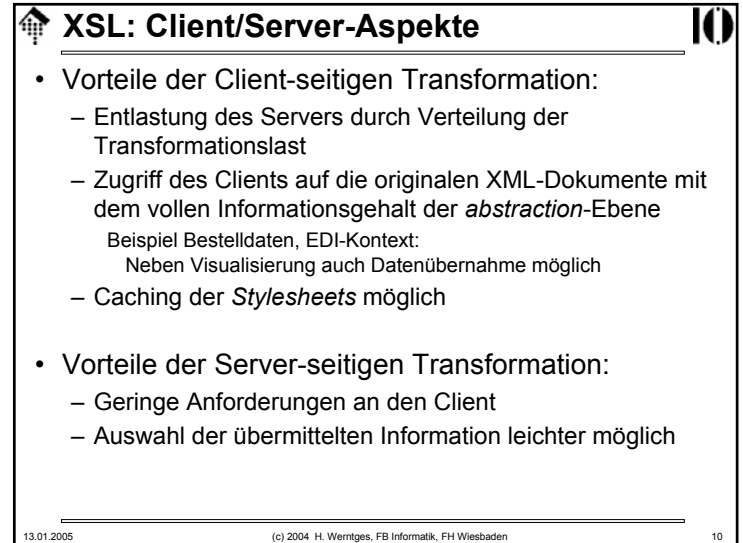 XSL: Client/Server-Aspekte
• Vorteile der Client-seitigen Transformation:
– Entlastung des Servers durch Verteilung der
Transformationslast
– Zugriff des Clients auf die originalen XML-Dokumente mit
dem vollen Informationsgehalt der abstraction-Ebene
Beispiel Bestelldaten, EDI-Kontext:
Neben Visualisierung auch Datenübernahme möglich
– Caching der Stylesheets möglich
• Vorteile der Server-seitigen Transformation:
– Geringe Anforderungen an den Client
– Auswahl der übermittelten Information leichter möglich
13.01.2005 (c) 2004 H. Werntges, FB Informatik, FH Wiesbaden 10